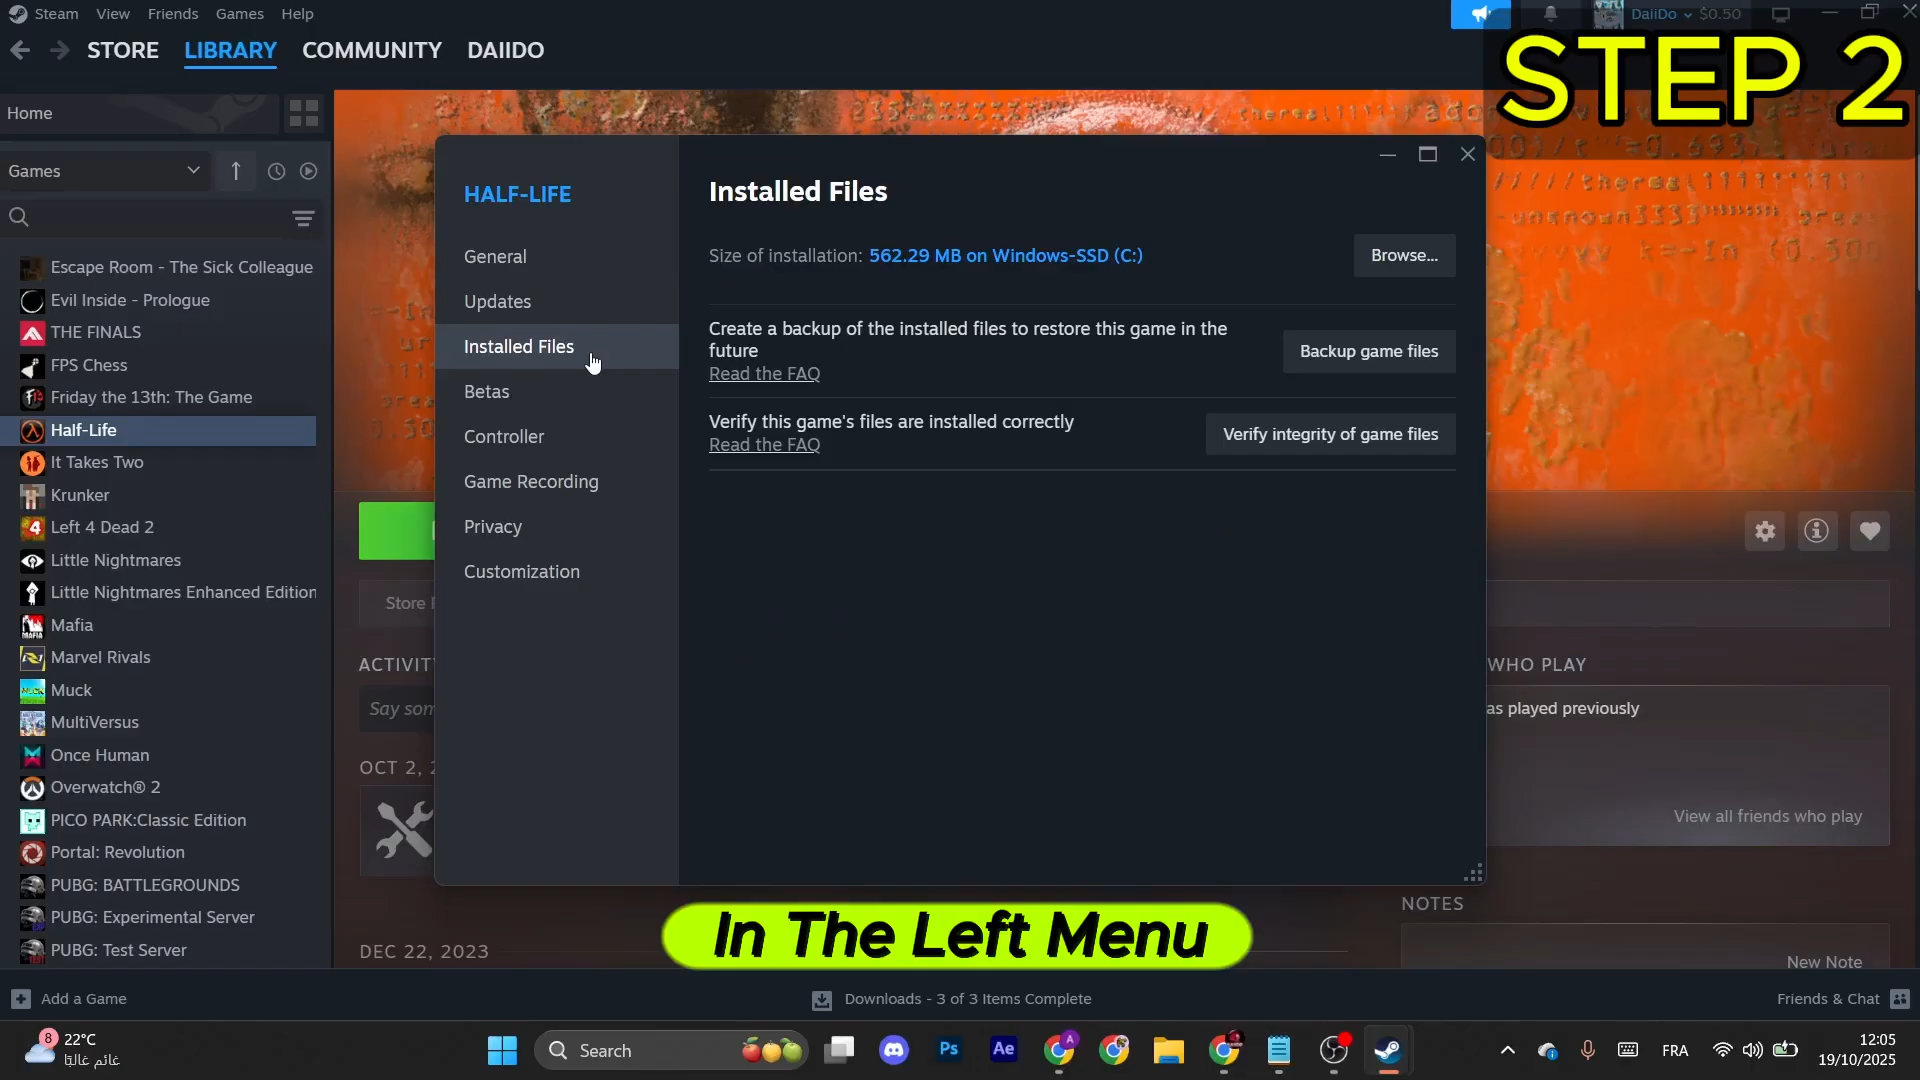 Steam View Friends Games Help
DaiiDo $0.50
STORE LIBRARY COMMUNITY DAIIDO
STEP 2
Home
Games
HALF-LIFE
General
Updates
Installed Files
Betas
Controller
Game Recording
Privacy
Customization
Installed Files
Size of installation: 562.29 MB on Windows-SSD (C:)
Browse...
Create a backup of the installed files to restore this game in the
future
Read the FAQ
Backup game files
Verify this game's files are installed correctly
Read the FAQ
Verify integrity of game files
Escape Room - The Sick Colleague
Evil Inside - Prologue
THE FINALS
FPS Chess
Friday the 13th: The Game
Half-Life
It Takes Two
Krunker
Left 4 Dead 2
Little Nightmares
Little Nightmares Enhanced Edition
Mafia
Marvel Rivals
Muck
MultiVersus
Once Human
Overwatch® 2
PICO PARK:Classic Edition
Portal: Revolution
PUBG: BATTLEGROUNDS
PUBG: Experimental Server
PUBG: Test Server
Store
ACTIVIT
Say som
OCT 2, 2
DEC 22, 2023
WHO PLAY
as played previously
View all friends who play
NOTES
New Note
In The Left Menu
Add a Game
Downloads - 3 of 3 Items Complete
Friends & Chat
8
22°C
غائم غالبًا
Search
Ps
Ae
A
FRA
12:05
19/10/2025